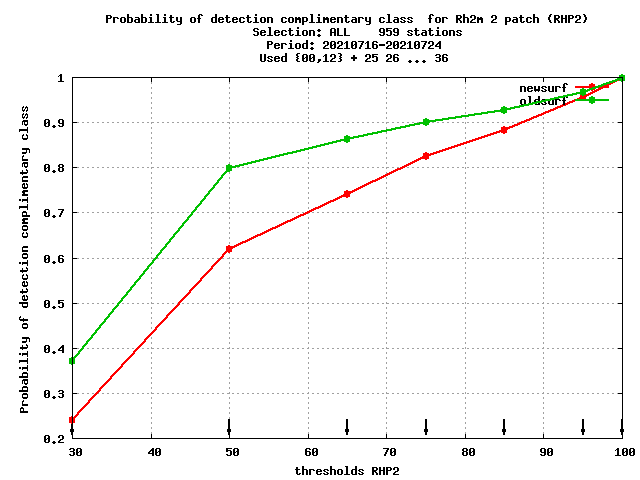 Probability of detection complimentary class  for Rh2m 2 patch (RHP2)
Selection: ALL    959 stations
Period: 20210716-20210724
Used {00,12} + 25 26 ... 36
newsurf
oldsurf
Probability of detection complimentary class
1
0.9
0.8
0.7
0.6
0.5
0.4
0.3
0.2
30 40 50 60 70 80 90 100
thresholds RHP2